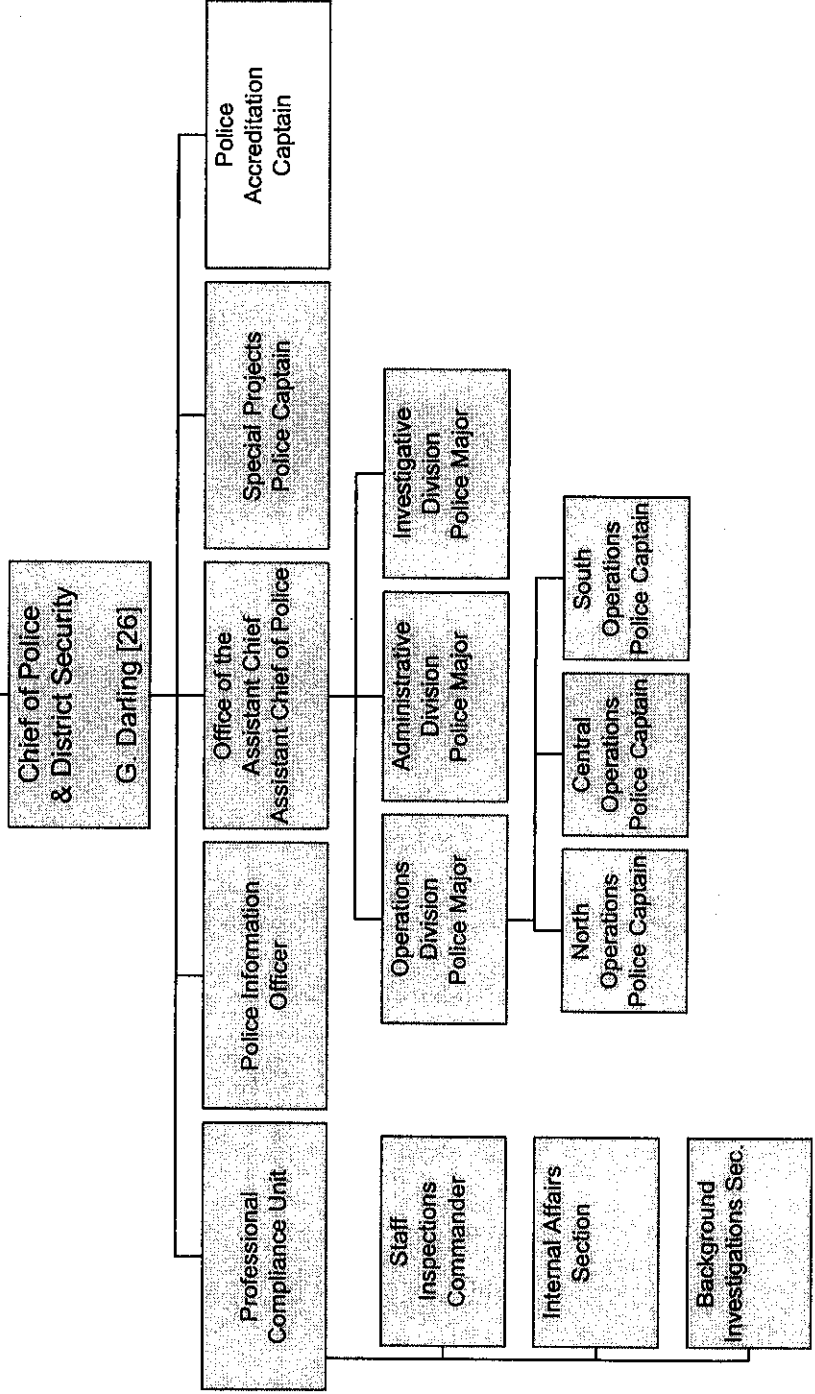 Chief of Police
& District Security
G. Darling [26]
Professional
Compliance Unit
Police Information
Officer
Office of the
Assistant Chief
Assistant Chief of Police
Special Projects
Police Captain
Police
Accreditation
Captain
Staff
Inspections
Commander
Internal Affairs
Section
Background
Investigations Sec.
Operations
Division
Police Major
Administrative
Division
Police Major
Investigative
Division
Police Major
North
Operations
Police Captain
Central
Operations
Police Captain
South
Operations
Police Captain